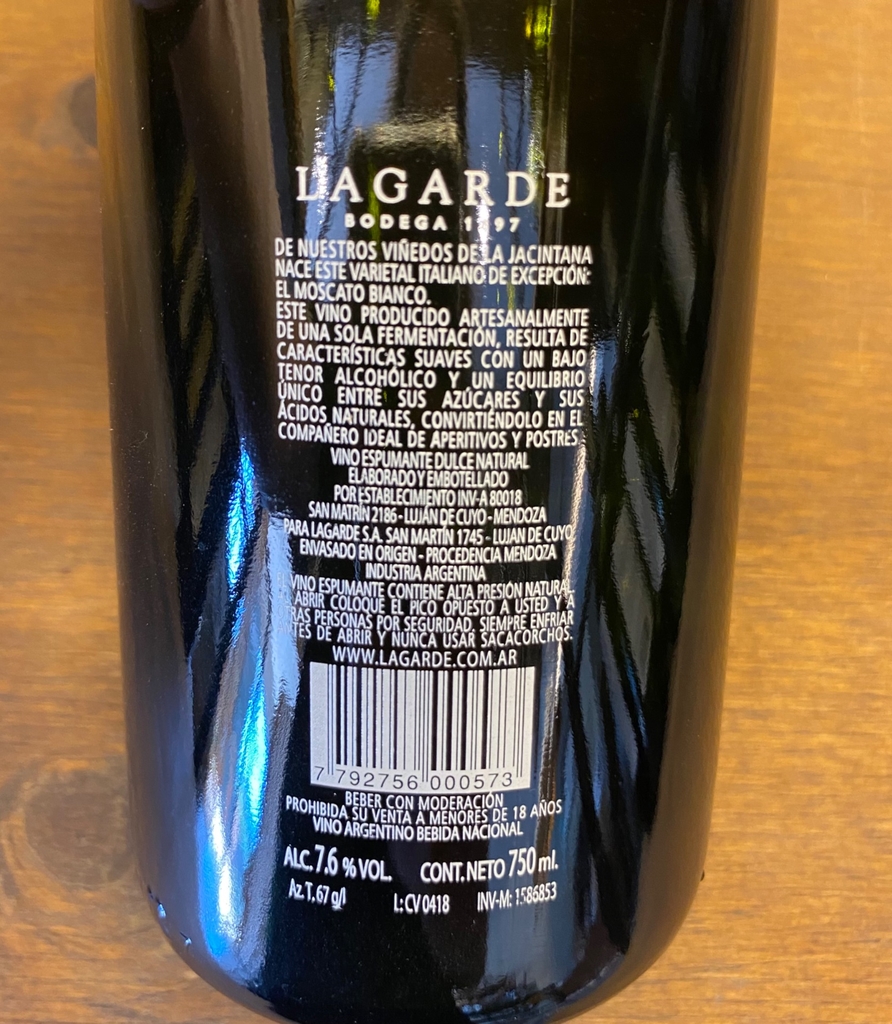 LAGARDE
BODEGA 1 97
DE NUESTROS VIÑEDOS DE LA JACINTANA
NACE ESTE VARIETAL ITALIANO DE EXCEPCIÓN:
EL MOSCATO BIANCO.
ESTE VINO PRODUCIDO ARTESANALMENTE
DE UNA SOLA FERMENTACIÓN, RESULTA DE
CARACTERÍSTICAS SUAVES CON UN BAJO
TENOR ALCOHÓLICO Y UN EQUILIBRIO
ÚNICO ENTRE SUS AZÚCARES Y SUS
ÁCIDOS NATURALES, CONVIRTIÉNDOLO EN EL
COMPAÑERO IDEAL DE APERITIVOS Y POSTRES.
VINO ESPUMANTE DULCE NATURAL
ELABORADO Y EMBOTELLADO
POR ESTABLECIMIENTO INV-A 80018
SAN MATRÍN 2186 - LUJÁN DE CUYO - MENDOZA
PARA LAGARDE S.A. SAN MARTÍN 1745 - LUJAN DE CUYO
ENVASADO EN ORIGEN - PROCEDENCIA MENDOZA
INDUSTRIA ARGENTINA
VINO ESPUMANTE CONTIENE ALTA PRESIÓN NATURAL.
ABRIR COLOQUE EL PICO OPUESTO A USTED Y A
PERSONAS POR SEGURIDAD. SIEMPRE ENFRIAR
DE ABRIR Y NUNCA USAR SACACORCHOS.
WWW.LAGARDE.COM.AR
7 792756 000573
BEBER CON MODERACIÓN
PROHIBIDA SU VENTA A MENORES DE 18 AÑOS
VINO ARGENTINO BEBIDA NACIONAL
ALC. 7.6 % VOL. CONT. NETO 750 ml.
Az T. 67 g/l L: CV 0418 INV-M: 1586853